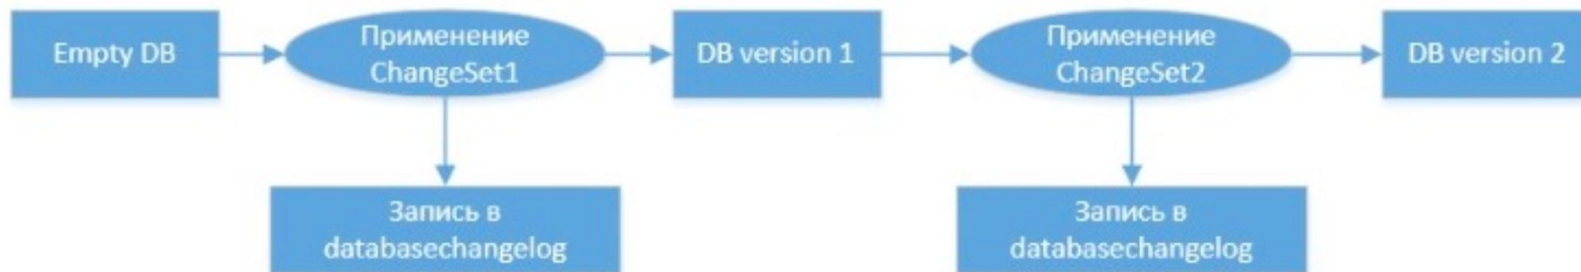 Empty DB
Применение
ChangeSet1
DB version 1
Применение
ChangeSet2
DB version 2
Запись в
databasechangelog
Запись в
databasechangelog